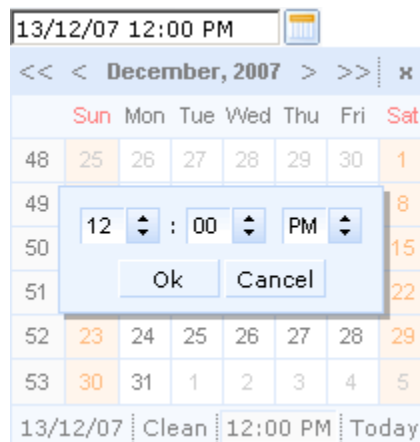 13/12/07 12:00 PM
<< < December, 2007 > >> x
Sun Mon Tue Wed Thu Fri Sat
48 25 26 27 28 29 30 1
49 8
12 : 00 PM
50 15
Ok Cancel
51 22
52 23 24 25 26 27 28 29
53 30 31 1 2 3 4 5
13/12/07 Clean 12:00 PM Today